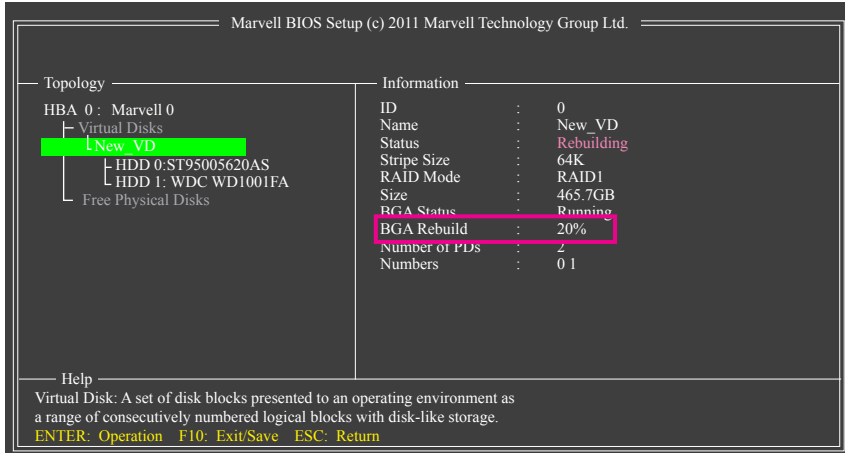 Marvell BIOS Setup (c) 2011 Marvell Technology Group Ltd.
Topology
HBA 0 : Marvell 0
Virtual Disks
New_VD
HDD 0:ST95005620AS
HDD 1: WDC WD1001FA
Free Physical Disks
Information
ID : 0
Name : New_VD
Status : Rebuilding
Stripe Size : 64K
RAID Mode : RAID1
Size : 465.7GB
BGA Status : Running
BGA Rebuild : 20%
Number of PDs : 2
Numbers : 0 1
Help
Virtual Disk: A set of disk blocks presented to an operating environment as
a range of consecutively numbered logical blocks with disk-like storage.
ENTER: Operation F10: Exit/Save ESC: Return